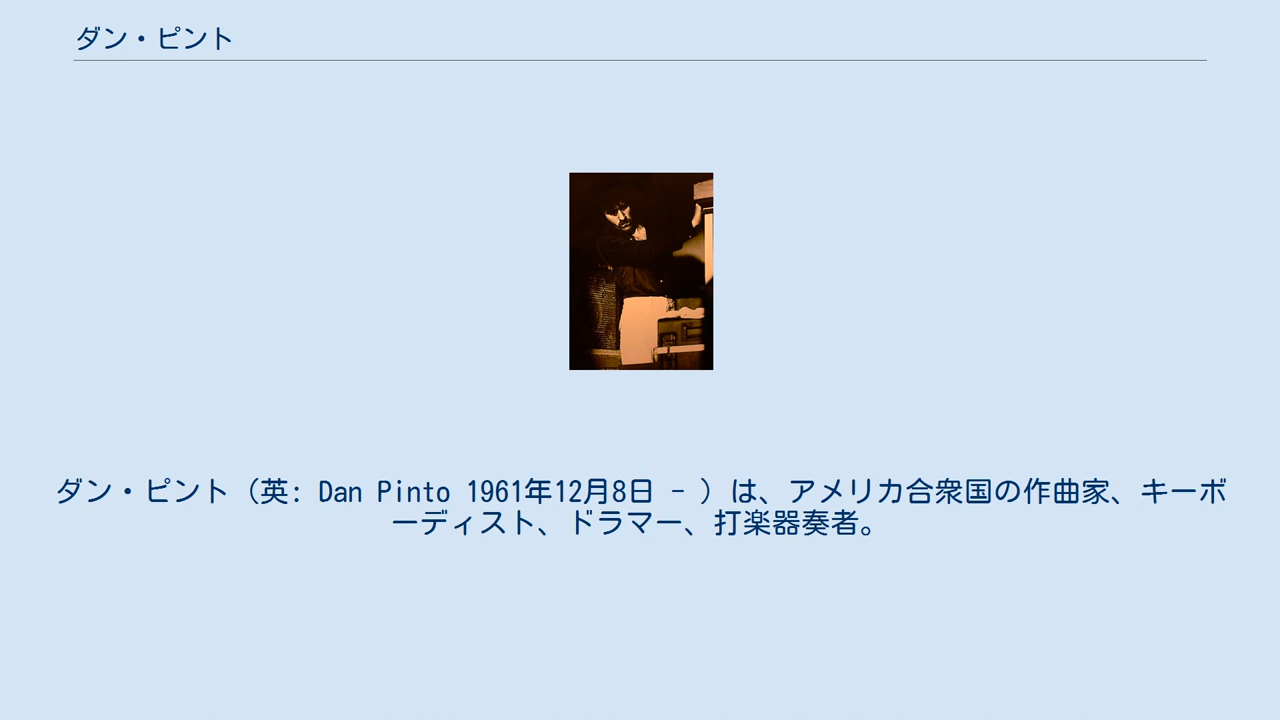 ダン・ピント
ダン・ピント（英: Dan Pinto 1961年12月8日 - ）は、アメリカ合衆国の作曲家、キーボ
ーディスト、ドラマー、打楽器奏者。